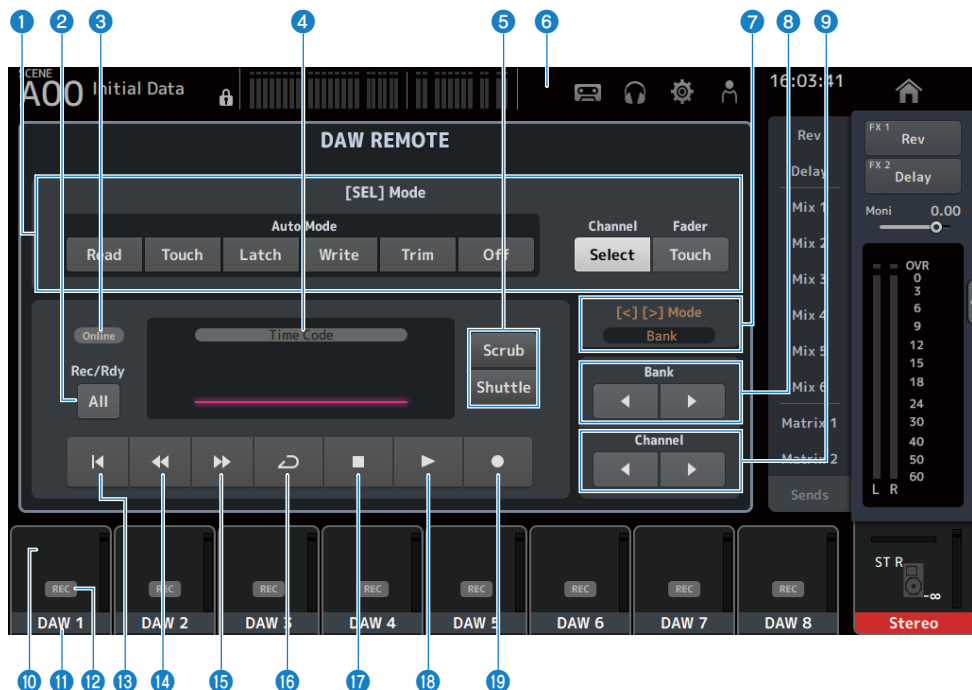 1 2 3 4 5 6 7 8 9
SCENE
A00 Initial Data
16:03:41
DAW REMOTE
[SEL] Mode
Auto Mode
Read Touch Latch Write Trim Off
Channel Fader
Select Touch
Online
Time Code
Rec/Rdy
All
Scrub
Shuttle
[<] [>] Mode
Bank
Bank
Channel
Rev
Delay
Mix 1
Mix 2
Mix 3
Mix 4
Mix 5
Mix 6
Matrix 1
Matrix 2
Sends
FX 1
Rev
FX 2
Delay
Moni 0.00
OVR
0
3
6
9
12
15
18
24
30
40
50
60
L R
REC REC REC REC REC REC REC REC
DAW 1 DAW 2 DAW 3 DAW 4 DAW 5 DAW 6 DAW 7 DAW 8
ST R
-∞
Stereo
10 11 12 13 14 15 16 17 18 19